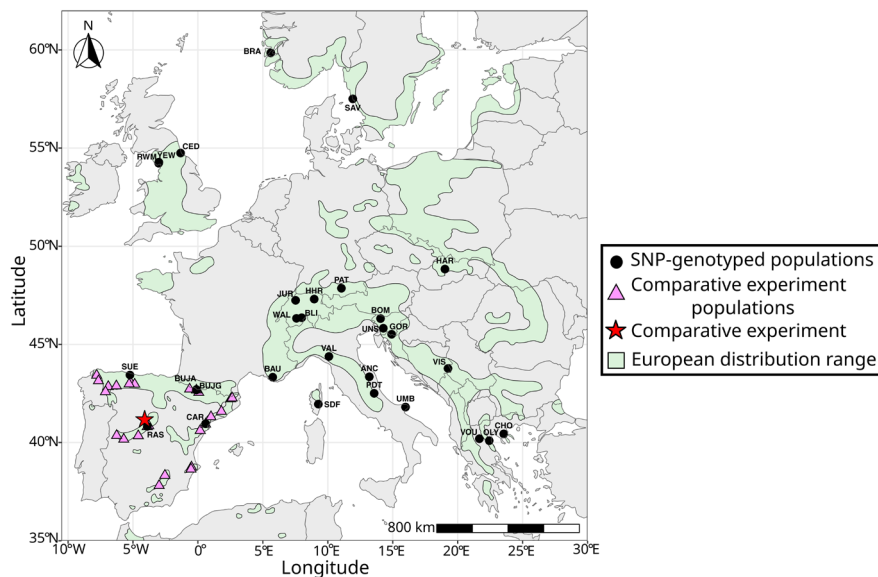 N
60°N
BRA
SAV
55°N
CED
RWM
YEW
50°N
HAR
PAT
JUR
HHR
WAL
BLI
BOM
UNS
GOR
45°N
VAL
VIS
SUE
BAU
ANC
BUJA
BUJG
PDT
SDF
UMB
CAR
RAS
CHO
VOU
OLY
40°N
35°N
800 km
10°W
5°W
0°
5°E
10°E
15°E
20°E
25°E
30°E
Latitude
Longitude
SNP-genotyped populations
Comparative experiment
populations
Comparative experiment
European distribution range